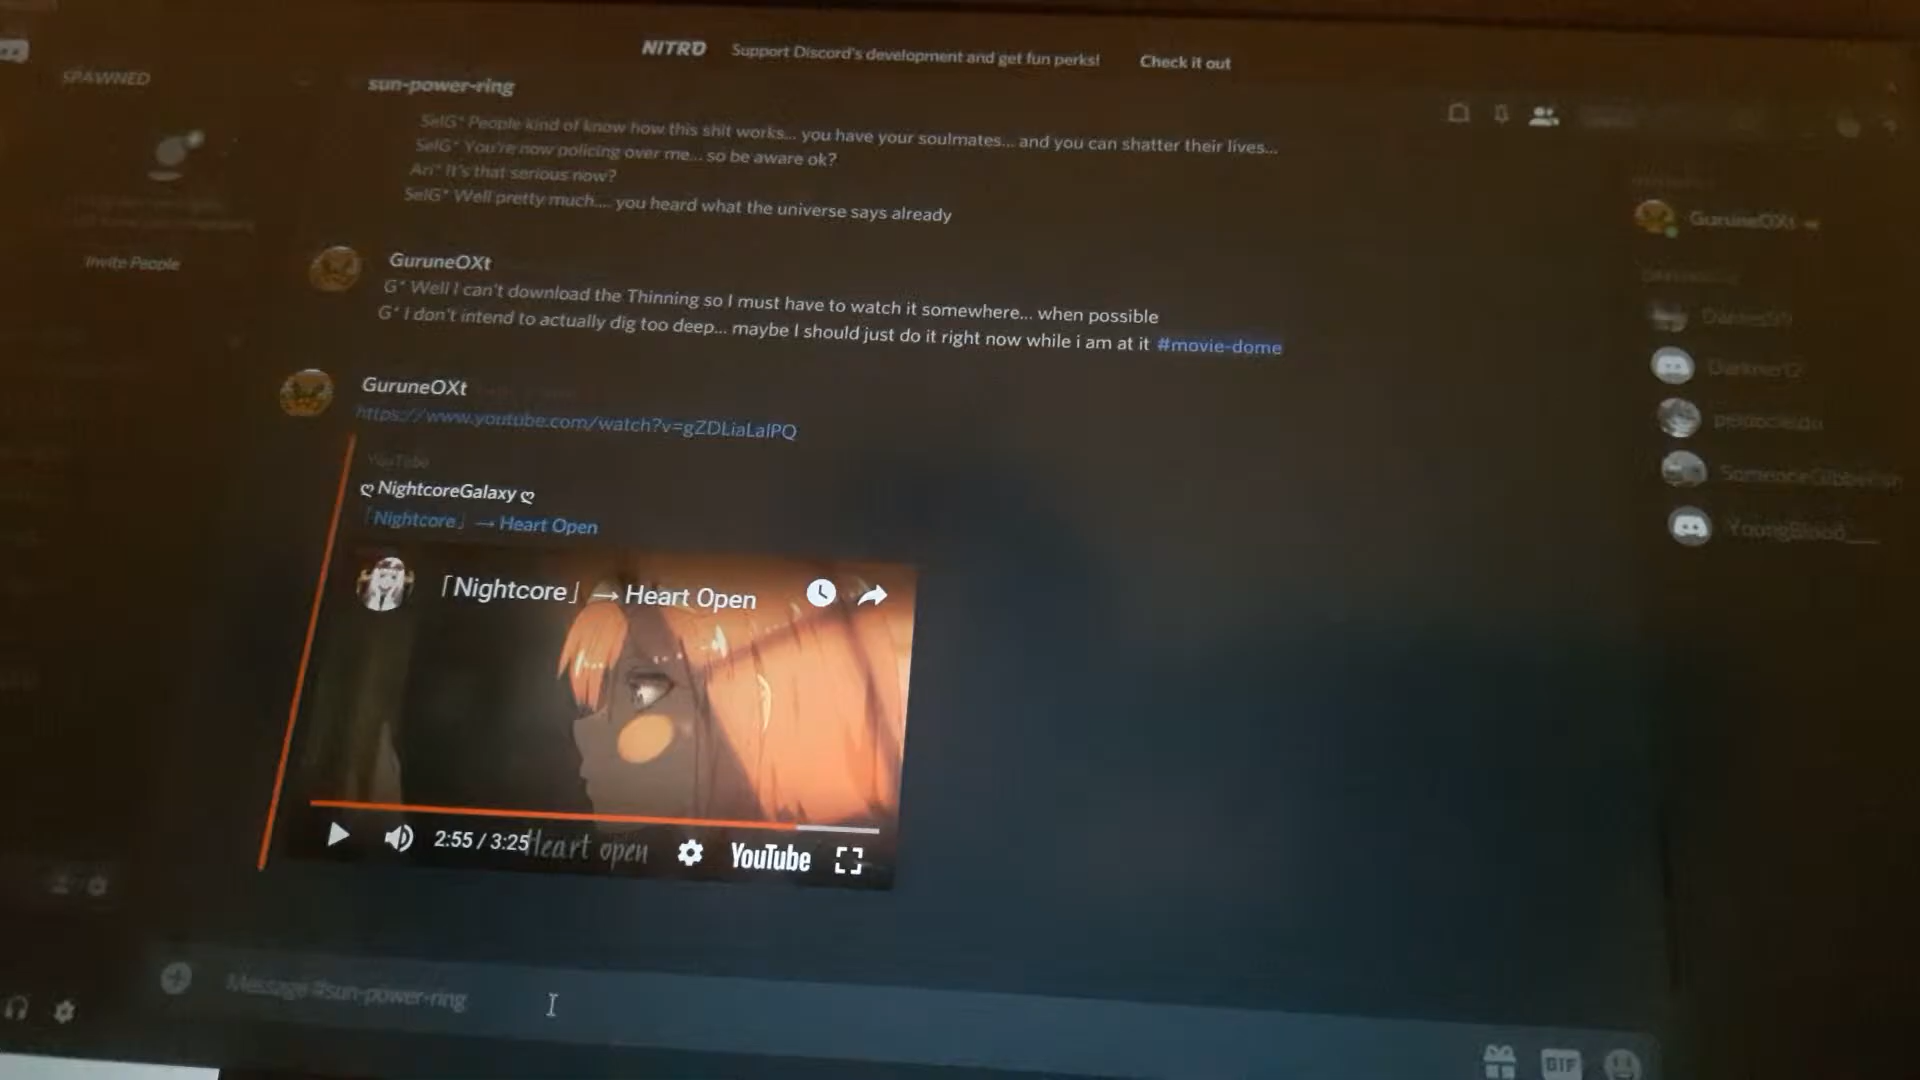 NITRO Support Discord's development and get fun perks! Check it out
SPAWNED
sun-power-ring
SelG* People kind of know how this shit works... you have your soulmates... and you can shatter their lives...
SelG* You're now policing over me... so be aware ok?
Ari* It's that serious now?
SelG* Well pretty much.... you heard what the universe says already
Invite People
GuruneOXt
GuruneOXt
G* Well I can't download the Thinning so I must have to watch it somewhere... when possible
G* I don't intend to actually dig too deep... maybe I should just do it right now while i am at it #movie-dome
GuruneOXt
https://www.youtube.com/watch?v=gZDLiaLaIPQ
YouTube
ღ NightcoreGalaxy ღ
「Nightcore」 → Heart Open
「Nightcore」 → Heart Open
2:55 / 3:25
Heart open
YouTube
Message #sun-power-ring
GIF
YoungBlood__